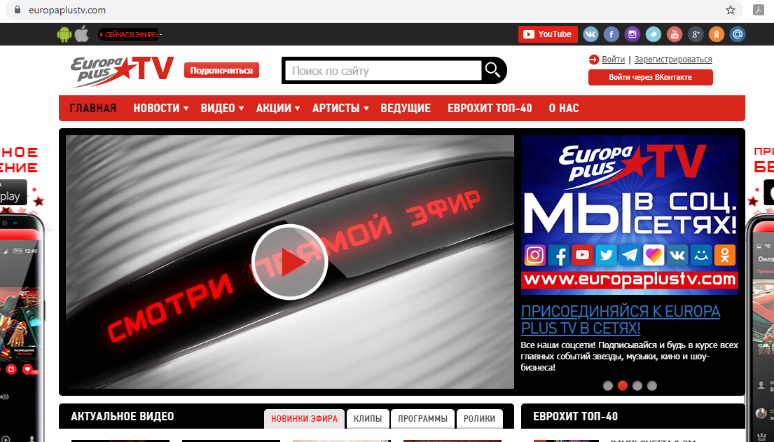 europaplustv.com
СЕЙЧАС В ЭФИРЕ: -
YouTube
Europa plus TV
Подключиться
Поиск по сайту
Войти | Зарегистрироваться
Войти через ВКонтакте
ГЛАВНАЯ НОВОСТИ ВИДЕО АКЦИИ АРТИСТЫ ВЕДУЩИЕ ЕВРОХИТ ТОП-40 О НАС
СМОТРИ ПРЯМОЙ ЭФИР
Europa plus TV
МЫ В СОЦ. СЕТЯХ!
www.europaplustv.com
ПРИСОЕДИНЯЙСЯ К EUROPA
PLUS TV В СЕТЯХ!
Все наши соцсети! Подписывайся и будь в курсе всех
главных событий звезды, музыки, кино и шоу-
бизнеса!
АКТУАЛЬНОЕ ВИДЕО
НОВИНКИ ЭФИРА КЛИПЫ ПРОГРАММЫ РОЛИКИ
ЕВРОХИТ ТОП-40